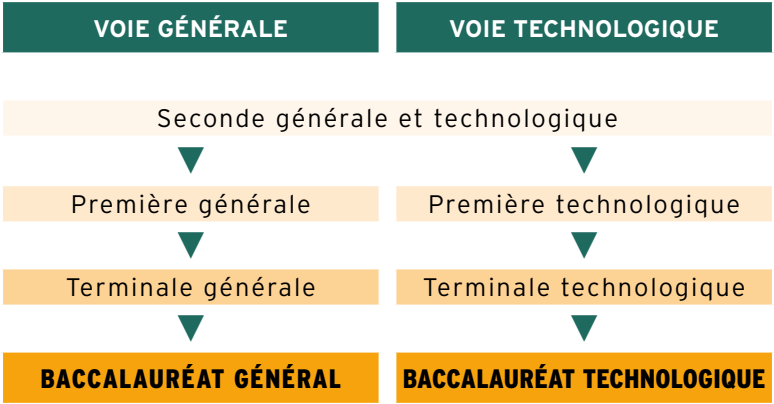 VOIE GÉNÉRALE
VOIE TECHNOLOGIQUE
Seconde générale et technologique
Première générale
Première technologique
Terminale générale
Terminale technologique
BACCALAURÉAT GÉNÉRAL
BACCALAURÉAT TECHNOLOGIQUE